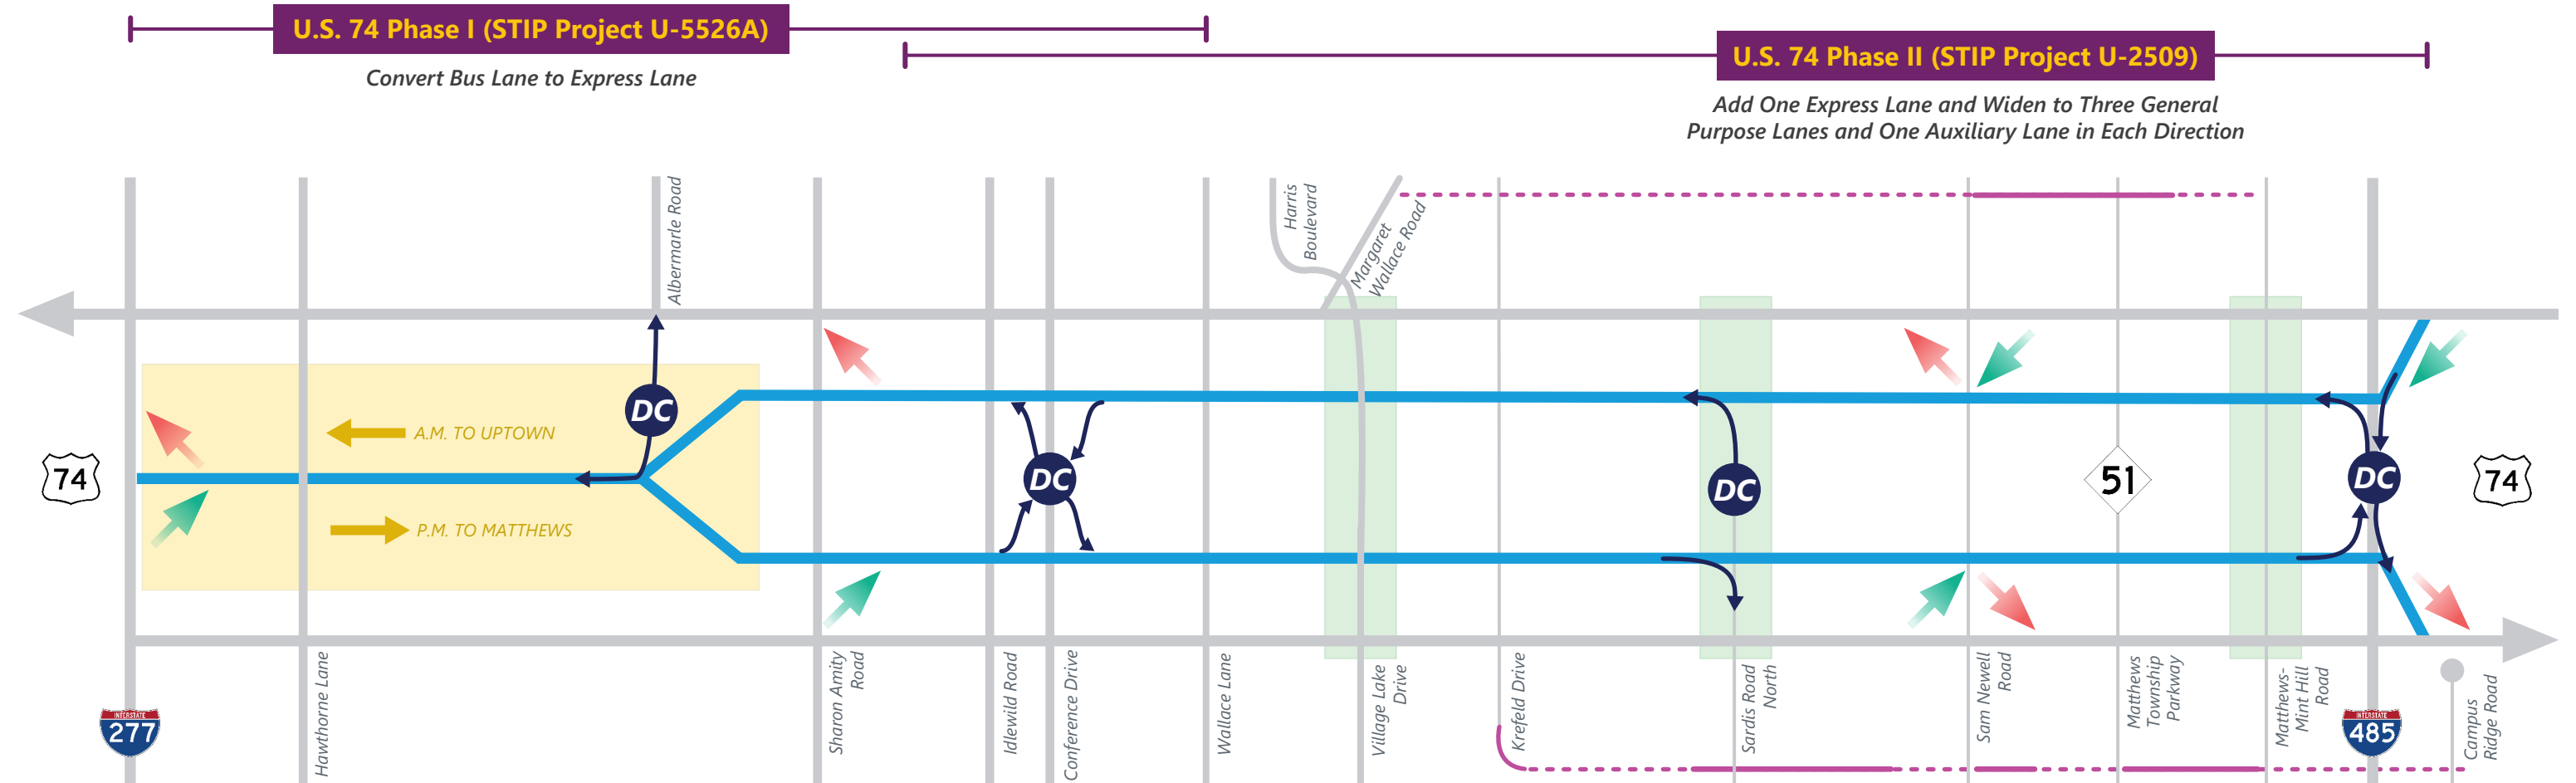 U.S. 74 Phase I (STIP Project U-5526A)
Convert Bus Lane to Express Lane
U.S. 74 Phase II (STIP Project U-2509)
Add One Express Lane and Widen to Three General
Purpose Lanes and One Auxiliary Lane in Each Direction
Albermarle Road
Harris
Boulevard
Margaret
Wallace Road
DC
A.M. TO UPTOWN
74
P.M. TO MATTHEWS
DC
DC
51
DC
74
Hawthorne Lane
Sharon Amity
Road
Idlewild Road
Conference Drive
Wallace Lane
Village Lake
Drive
Krefeld Drive
Sardis Road
North
Sam Newell
Road
Matthews
Township
Parkway
Matthews-
Mint Hill
Road
Campus
Ridge Road
INTERSTATE
277
INTERSTATE
485